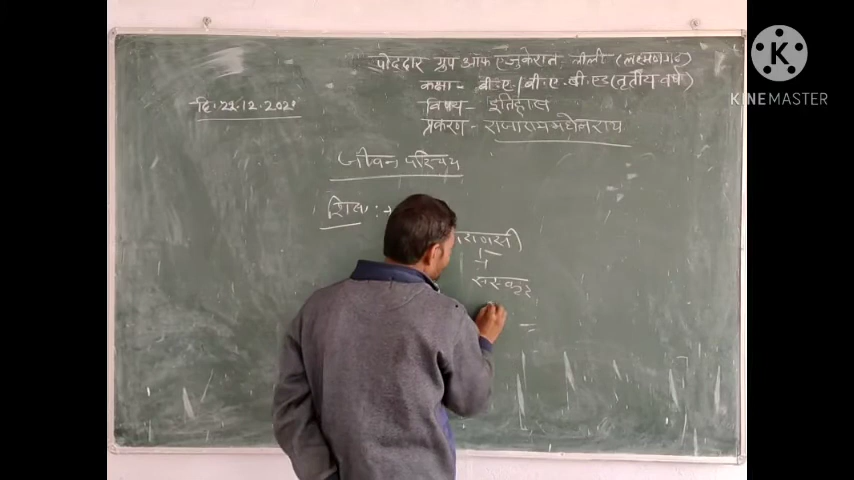 पोद्दार ग्रुप ऑफ एजुकेशन, लीली (लक्ष्मणगढ)
कक्षा - बी.ए./बी.ए.बी.एड (तृतीय वर्ष)
दि. 22.12.2021
विषय - इतिहास
प्रकरण - राजाराममोहनराय
जीवन परिचय
शिक्षा :→
KINEMASTER